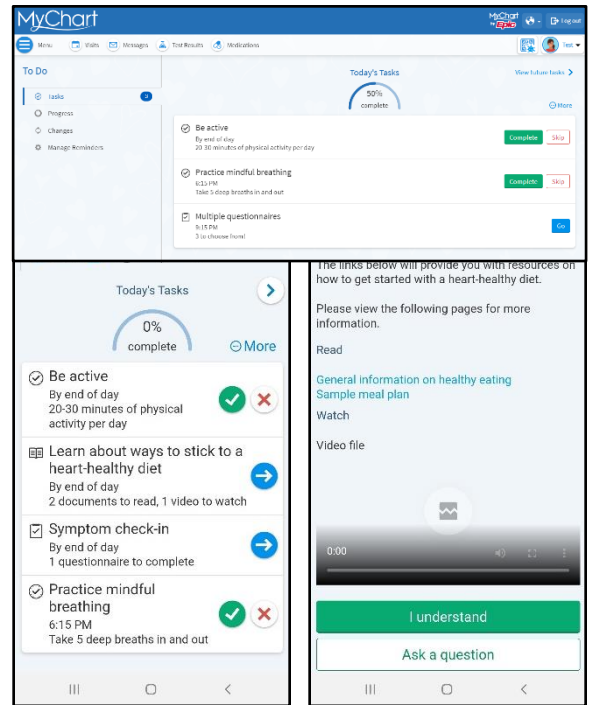 MyChart
MyChart by Epic
Log out
Menu
Visits
Messages
Test Results
Medications
Test
To Do
Tasks
3
Progress
Changes
Manage Reminders
Today's Tasks
View future tasks
50%
complete
More
Be active
By end of day
20-30 minutes of physical activity per day
Complete
Skip
Practice mindful breathing
6:15 PM
Take 5 deep breaths in and out
Complete
Skip
Multiple questionnaires
3 to choose from!
Go
Today's Tasks
0%
complete
More
Be active
By end of day
20-30 minutes of physical
activity per day
Learn about ways to stick to a
heart-healthy diet
By end of day
2 documents to read, 1 video to watch
Symptom check-in
By end of day
1 questionnaire to complete
Practice mindful
breathing
6:15 PM
Take 5 deep breaths in and out
The links below will provide you with resources on
how to get started with a heart-healthy diet.
Please view the following pages for more
information.
Read
General information on healthy eating
Sample meal plan
Watch
Video file
0:00
I understand
Ask a question